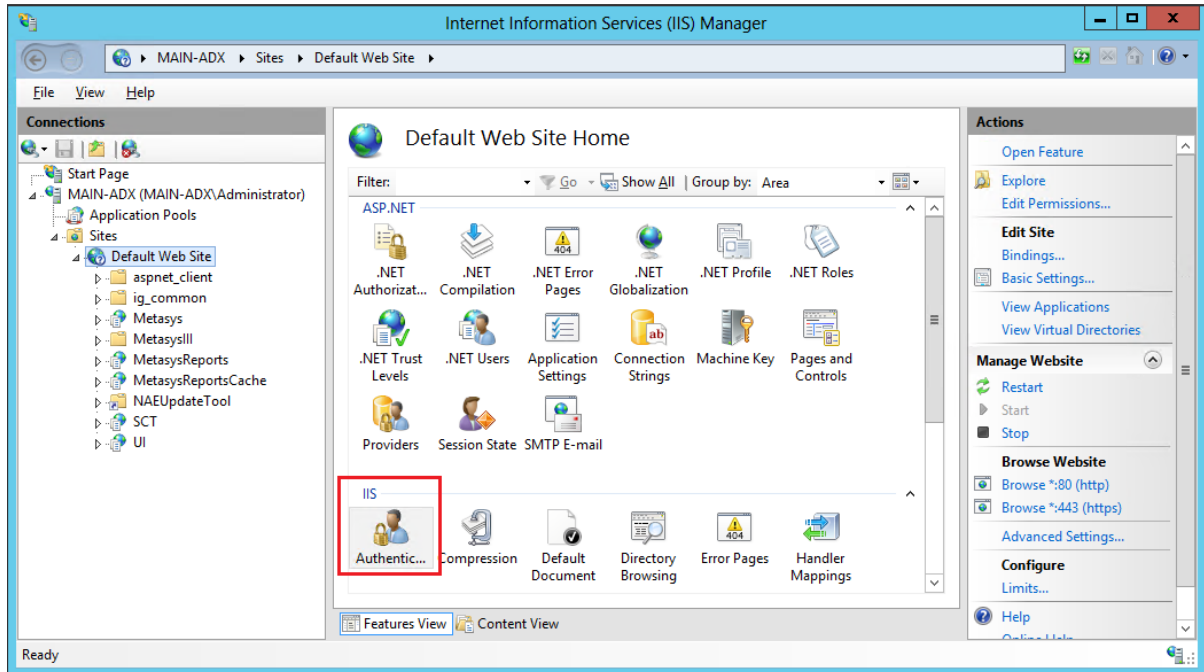 Internet Information Services (IIS) Manager
MAIN-ADX Sites Default Web Site
File View Help
Connections
Start Page
MAIN-ADX (MAIN-ADX\Administrator)
Application Pools
Sites
Default Web Site
aspnet_client
ig_common
Metasys
MetasysIII
MetasysReports
MetasysReportsCache
NAEUpdateTool
SCT
UI
Default Web Site Home
Filter: Go Show All Group by: Area
ASP.NET
.NET Authorizat...
.NET Compilation
.NET Error Pages
.NET Globalization
.NET Profile
.NET Roles
.NET Trust Levels
.NET Users
Application Settings
Connection Strings
Machine Key
Pages and Controls
Providers
Session State
SMTP E-mail
IIS
Authentic...
Compression
Default Document
Directory Browsing
Error Pages
Handler Mappings
Features View Content View
Actions
Open Feature
Explore
Edit Permissions...
Edit Site
Bindings...
Basic Settings...
View Applications
View Virtual Directories
Manage Website
Restart
Start
Stop
Browse Website
Browse *:80 (http)
Browse *:443 (https)
Advanced Settings...
Configure
Limits...
Help
Online Help
Ready